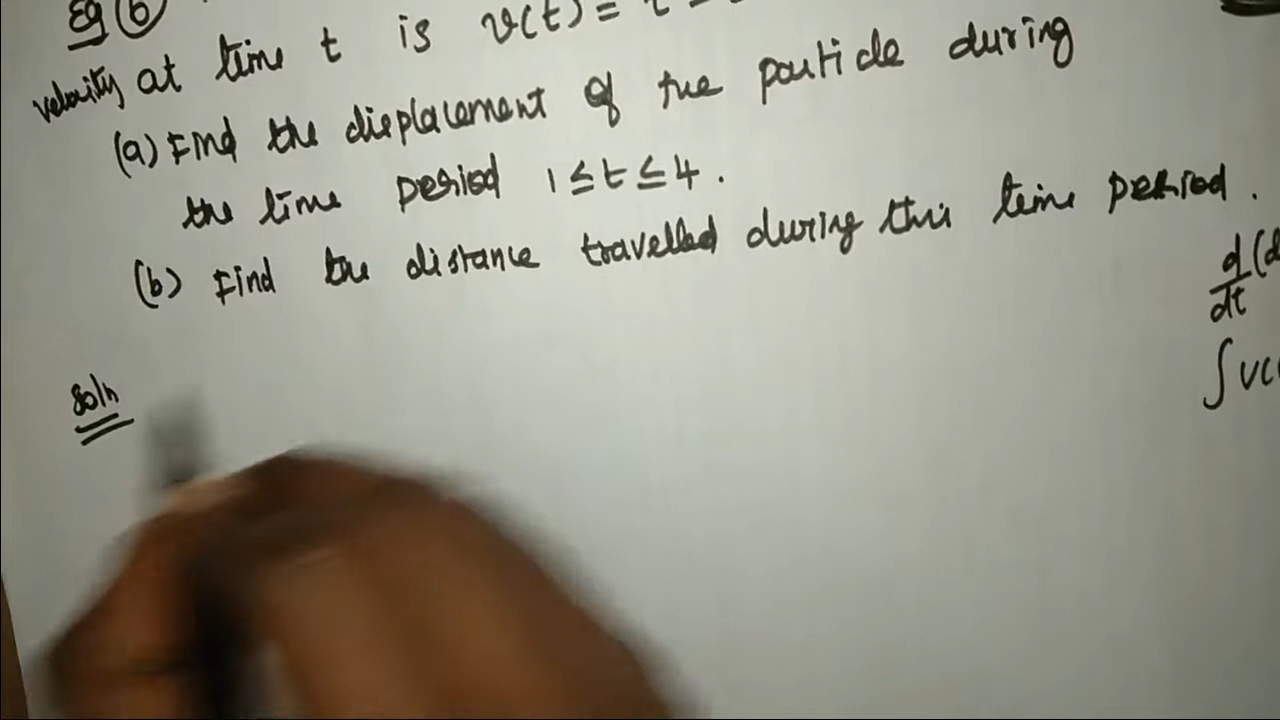 Eg 6
velocity at time t is v(t) =
(a) Find the displacement of the particle during
the time period 1 ≤ t ≤ 4 .
(b) Find the distance travelled during this time period .
d/dt (d
∫ v(
Soln